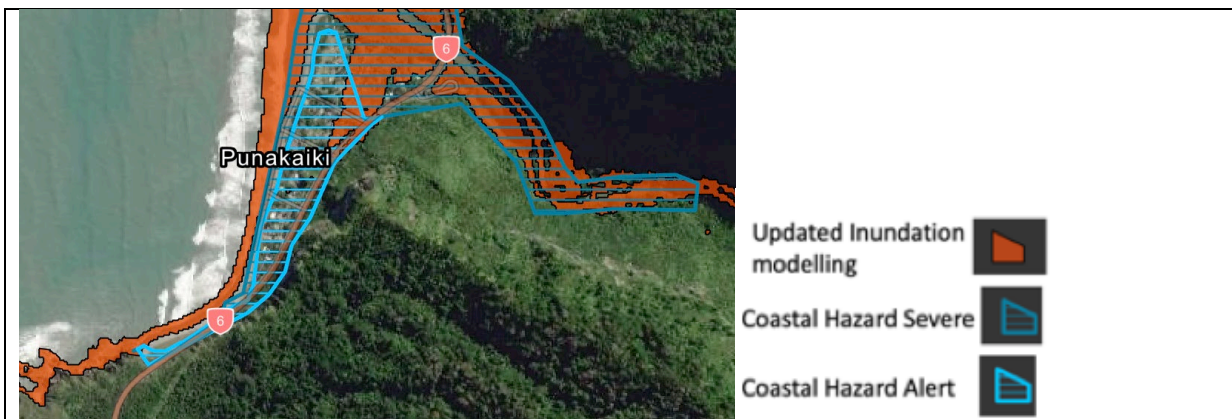 6
Punakaiki
6
Updated Inundation
modelling
Coastal Hazard Severe
Coastal Hazard Alert